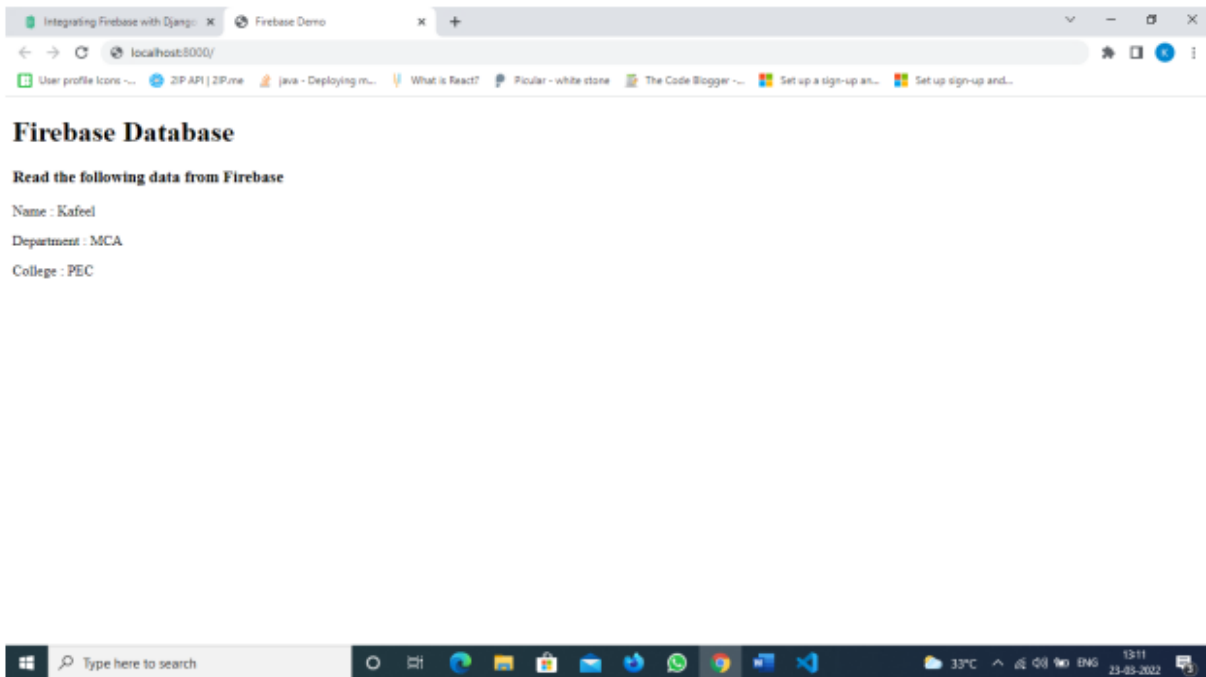 Integrating Firebase with Django
Firebase Demo
localhost:8000/
User profile Icons -...
ZIP API | ZIP.me
java - Deploying m...
What is React?
Picular - white stone
The Code Blogger -...
Set up a sign-up an...
Set up sign-up and...
K
Firebase Database
Read the following data from Firebase
Name : Kafeel
Department : MCA
College : PEC
Type here to search
33°C
ENG
13:11
23-03-2022